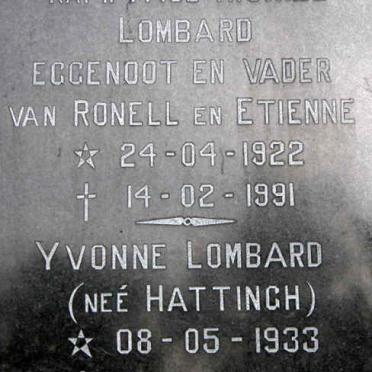 LOMBARD
EGGENOOT EN VADER
VAN RONELL EN ETIENNE
☆ 24-04-1922
† 14-02-1991
YVONNE LOMBARD
(NEÉ HATTINGH)
☆ 08-05-1933